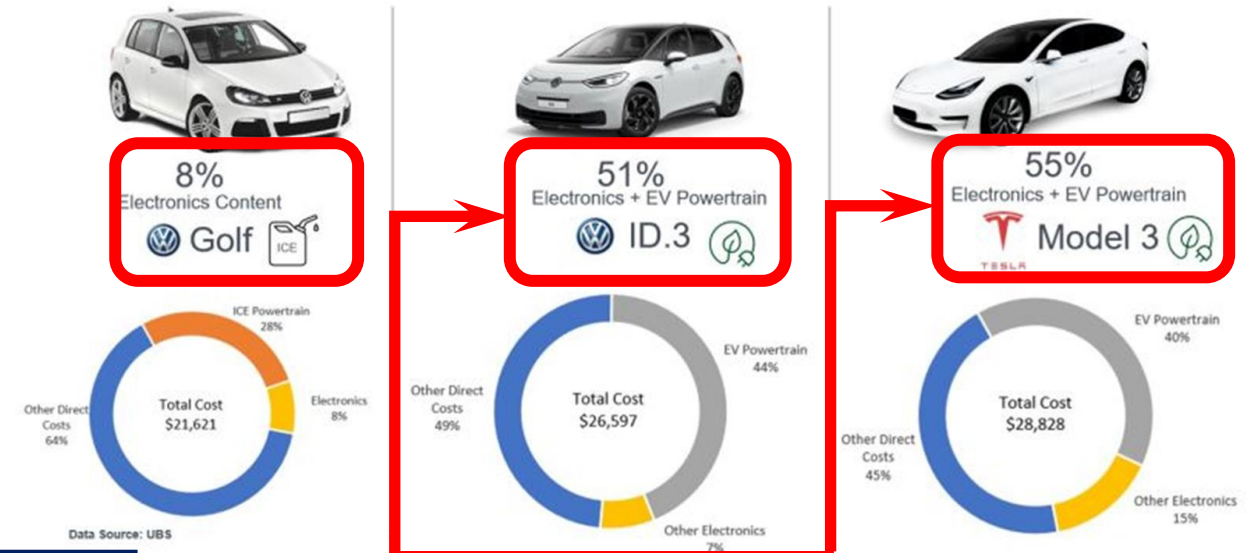 8%
Electronics Content
Golf
ICE
ICE Powertrain
28%
Electronics
8%
Other Direct
Costs
64%
Total Cost
$21,621
Data Source: UBS
51%
Electronics + EV Powertrain
ID.3
EV Powertrain
44%
Other Direct
Costs
49%
Total Cost
$26,597
Other Electronics
7%
55%
Electronics + EV Powertrain
TESLA
Model 3
EV Powertrain
40%
Total Cost
$28,828
Other Direct
Costs
45%
Other Electronics
15%